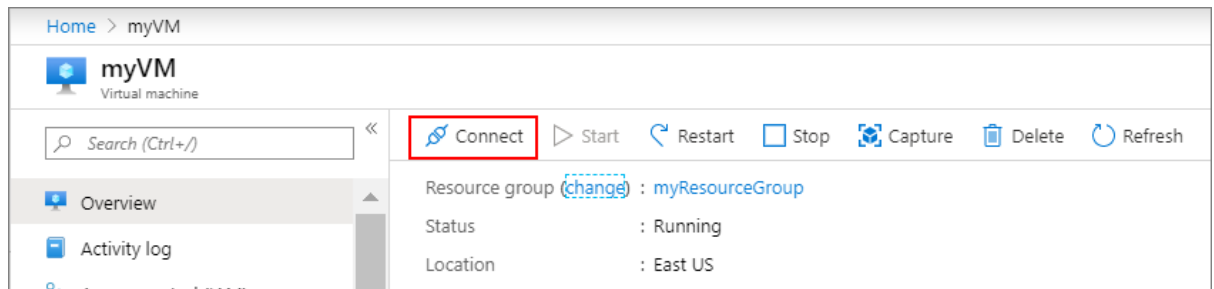 Home > myVM
myVM
Virtual machine
Search (Ctrl+/)
«
Connect Start Restart Stop Capture Delete Refresh
Overview
Activity log
Resource group (change) : myResourceGroup
Status : Running
Location : East US